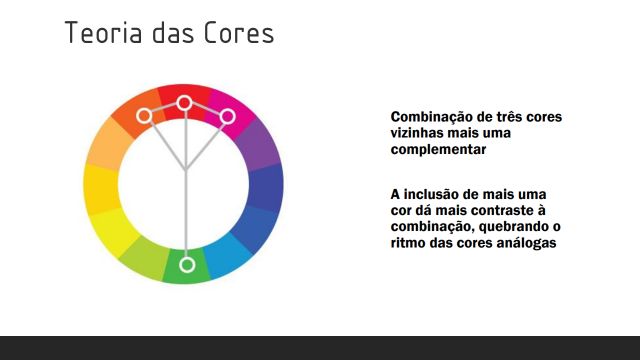 Teoria das Cores
Combinação de três cores
vizinhas mais uma
complementar
A inclusão de mais uma
cor dá mais contraste à
combinação, quebrando o
ritmo das cores análogas